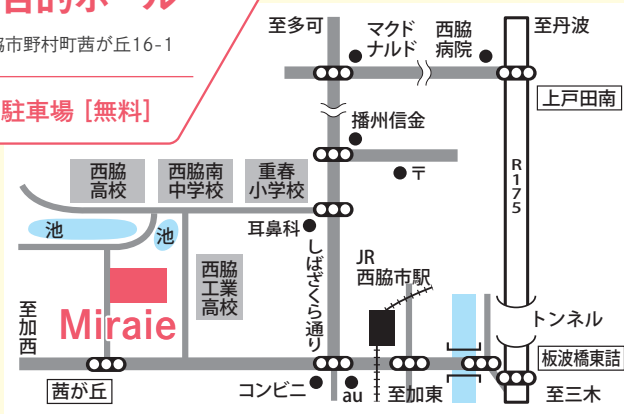 的ホール
市野村町茜が丘16-1
駐車場 [無料]
至多可
マクド
ナルド
西脇
病院
至丹波
上戸田南
播州信金
〒
R175
西脇
高校
西脇南
中学校
重春
小学校
耳鼻科
池
池
しばざくら通り
JR
西脇市駅
西脇
工業
高校
至加西
Miraie
トンネル
板波橋東詰
茜が丘
コンビニ
au
至加東
至三木